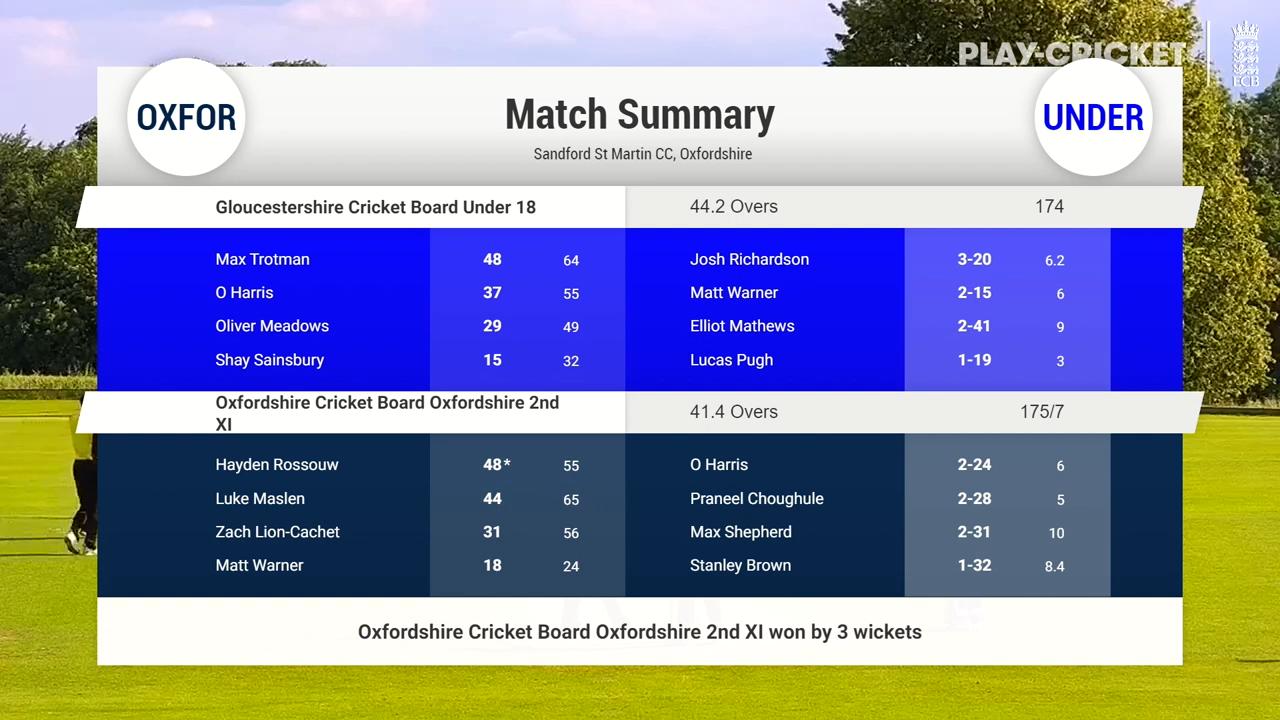 PLAY-CRICKET
ECB
OXFOR
Match Summary
UNDER
Sandford St Martin CC, Oxfordshire
Gloucestershire Cricket Board Under 18 44.2 Overs 174
Max Trotman 48 64 Josh Richardson 3-20 6.2
O Harris 37 55 Matt Warner 2-15 6
Oliver Meadows 29 49 Elliot Mathews 2-41 9
Shay Sainsbury 15 32 Lucas Pugh 1-19 3
Oxfordshire Cricket Board Oxfordshire 2nd
XI 41.4 Overs 175/7
Hayden Rossouw 48* 55 O Harris 2-24 6
Luke Maslen 44 65 Praneel Choughule 2-28 5
Zach Lion-Cachet 31 56 Max Shepherd 2-31 10
Matt Warner 18 24 Stanley Brown 1-32 8.4
Oxfordshire Cricket Board Oxfordshire 2nd XI won by 3 wickets